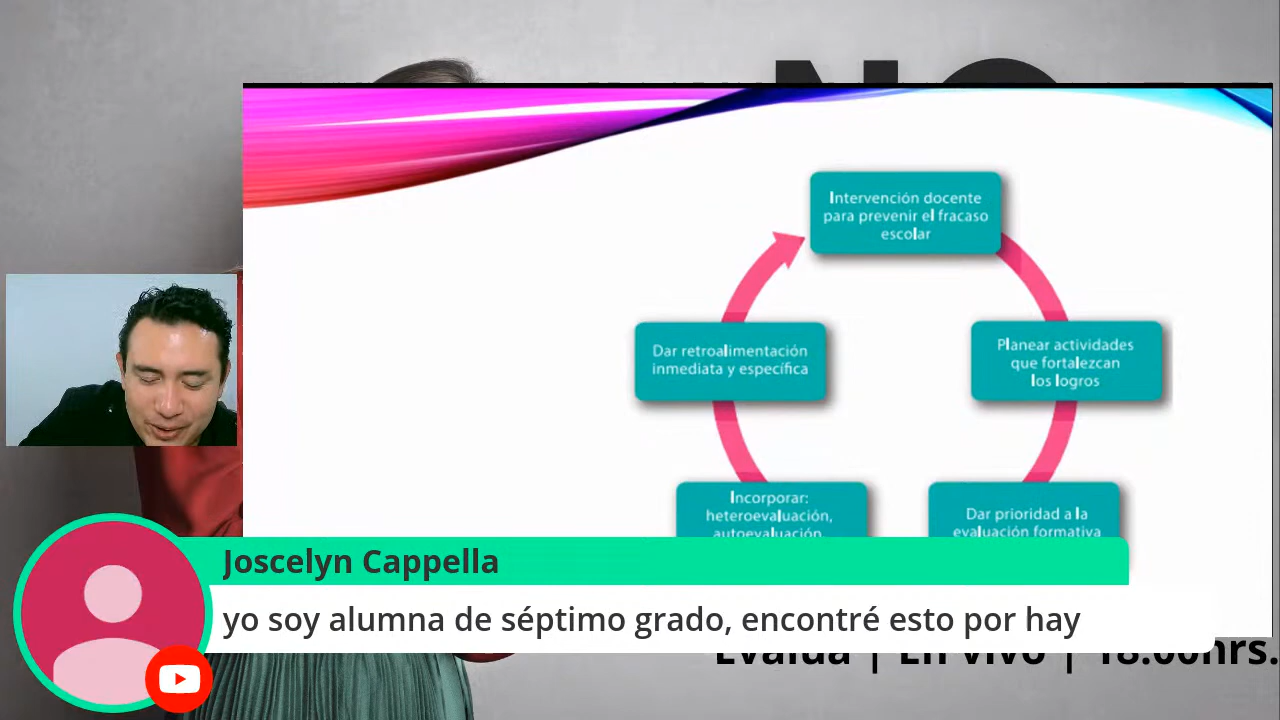 Intervención docente
para prevenir el fracaso
escolar
Dar retroalimentación
inmediata y específica
Planear actividades
que fortalezcan
los logros
Incorporar:
heteroevaluación,
autoevaluación,
Dar prioridad a la
evaluación formativa
Joscelyn Cappella
yo soy alumna de séptimo grado, encontré esto por hay
Evalúa | En vivo | 18:00hrs.